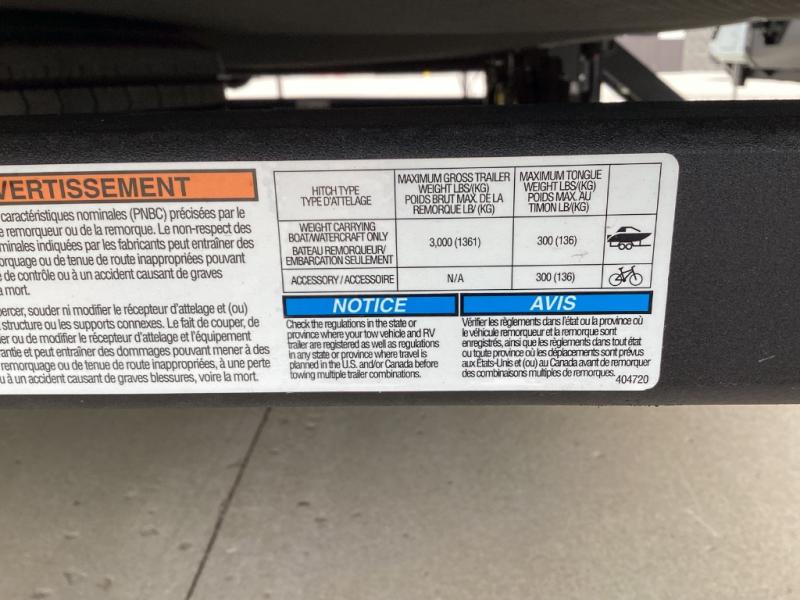 VERTISSEMENT
caractéristiques nominales (PNBC) précisées par le
e remorqueur ou de la remorque. Le non-respect des
minales indiquées par les fabricants peut entraîner des
orquage ou de tenue de route inappropriées pouvant
e de contrôle ou à un accident causant de graves
a mort.
percer, souder ni modifier le récepteur d'attelage et (ou)
structure ou les supports connexes. Le fait de couper, de
er ou de modifier le récepteur d'attelage et l'équipement
rantie et peut entraîner des dommages pouvant mener à des
remorquage ou de tenue de route inappropriées, à une perte
u à un accident causant de graves blessures, voire la mort.
HITCH TYPE
TYPE D'ATTELAGE
MAXIMUM GROSS TRAILER
WEIGHT LBS/(KG)
POIDS BRUT MAX. DE LA
REMORQUE LB/ (KG)
MAXIMUM TONGUE
WEIGHT LBS/(KG)
POIDS MAX. AU
TIMON LB/(KG)
WEIGHT CARRYING
BOAT/WATERCRAFT ONLY
BATEAU REMORQUEUR/
EMBARCATION SEULEMENT
3,000 (1361)
300 (136)
ACCESSORY / ACCESSOIRE
N/A
300 (136)
NOTICE
Check the regulations in the state or
province where your tow vehicle and RV
trailer are registered as well as regulations
in any state or province where travel is
planned in the U.S. and/or Canada before
towing multiple trailer combinations.
AVIS
Vérifier les règlements dans l'état ou la province où
le véhicule remorqueur et la remorque sont
enregistrés, ainsi que les règlements dans tout état
ou toute province où les déplacements sont prévus
aux États-Unis et (ou) au Canada avant de remorquer
des combinaisons multiples de remorques.
404720